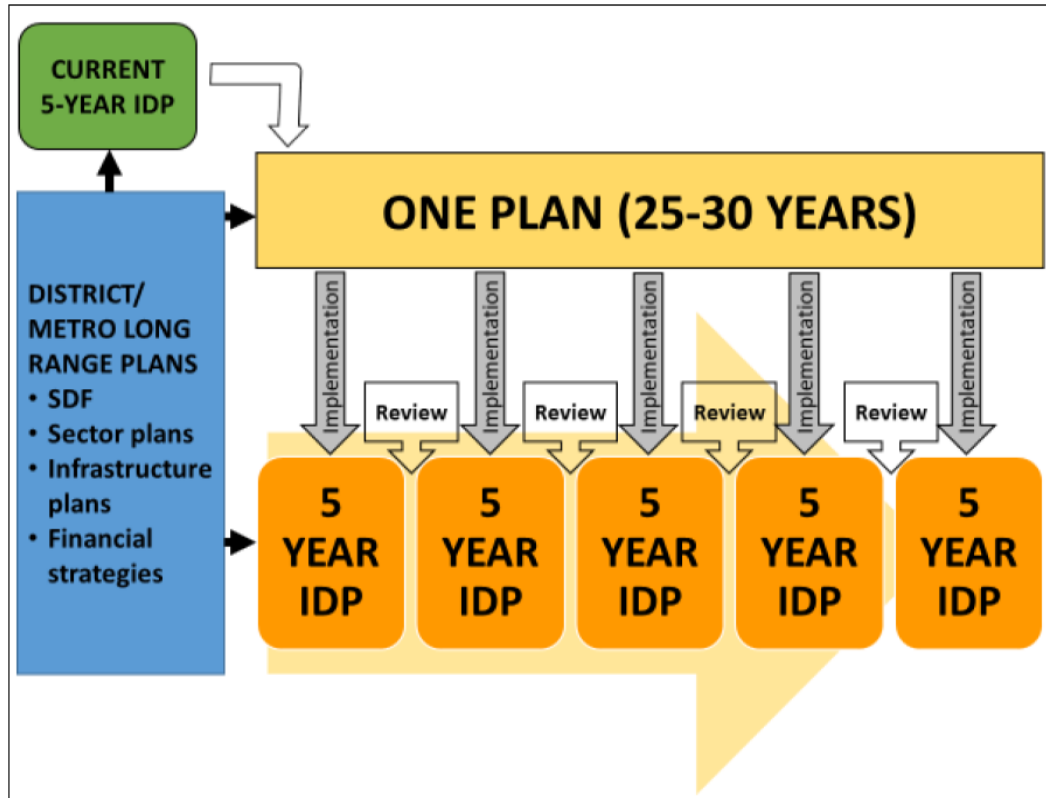 CURRENT
5-YEAR IDP
ONE PLAN (25-30 YEARS)
DISTRICT/
METRO LONG
RANGE PLANS
• SDF
• Sector plans
• Infrastructure
plans
• Financial
strategies
Implementation
Implementation
Implementation
Implementation
Implementation
Review
Review
Review
Review
5
YEAR
IDP
5
YEAR
IDP
5
YEAR
IDP
5
YEAR
IDP
5
YEAR
IDP